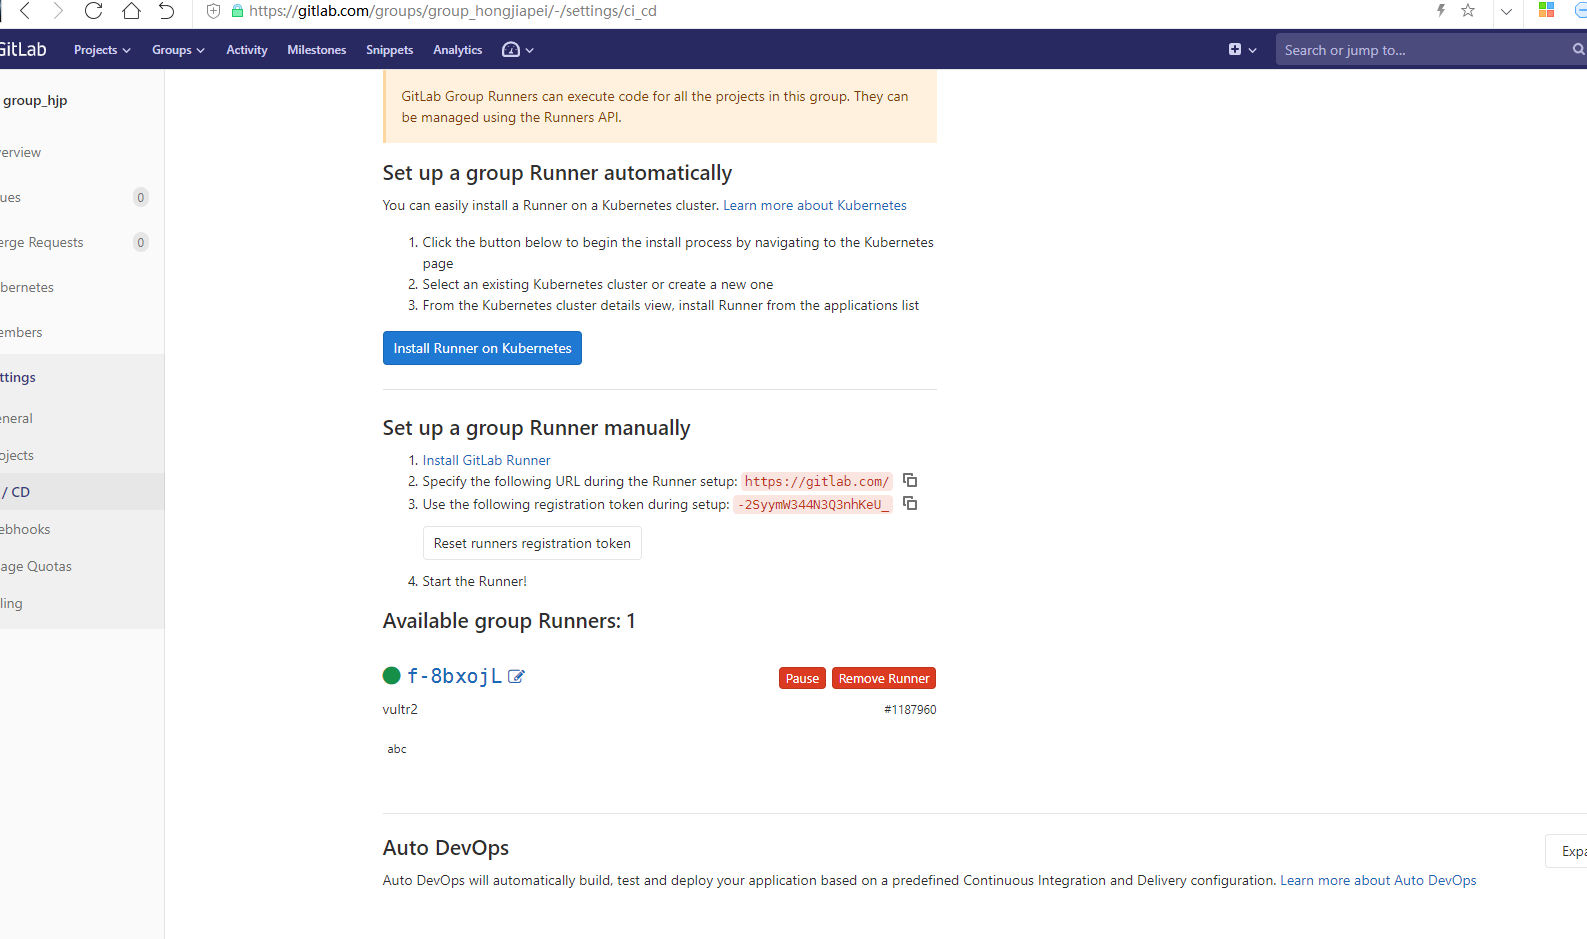 https://gitlab.com/groups/group_hongjiapei/-/settings/ci_cd
GitLab Projects Groups Activity Milestones Snippets Analytics Search or jump to...
group_hjp
GitLab Group Runners can execute code for all the projects in this group. They can
be managed using the Runners API.
erview
ues 0
erge Requests 0
bernetes
embers
ttings
eneral
ojects
/ CD
ebhooks
age Quotas
ling
Set up a group Runner automatically
You can easily install a Runner on a Kubernetes cluster. Learn more about Kubernetes
1. Click the button below to begin the install process by navigating to the Kubernetes
page
2. Select an existing Kubernetes cluster or create a new one
3. From the Kubernetes cluster details view, install Runner from the applications list
Install Runner on Kubernetes
Set up a group Runner manually
1. Install GitLab Runner
2. Specify the following URL during the Runner setup: https://gitlab.com/
3. Use the following registration token during setup: -2SyymW344N3Q3nhKeU_
Reset runners registration token
4. Start the Runner!
Available group Runners: 1
f-8bxojL Pause Remove Runner
vultr2 #1187960
abc
Auto DevOps
Expa
Auto DevOps will automatically build, test and deploy your application based on a predefined Continuous Integration and Delivery configuration. Learn more about Auto DevOps